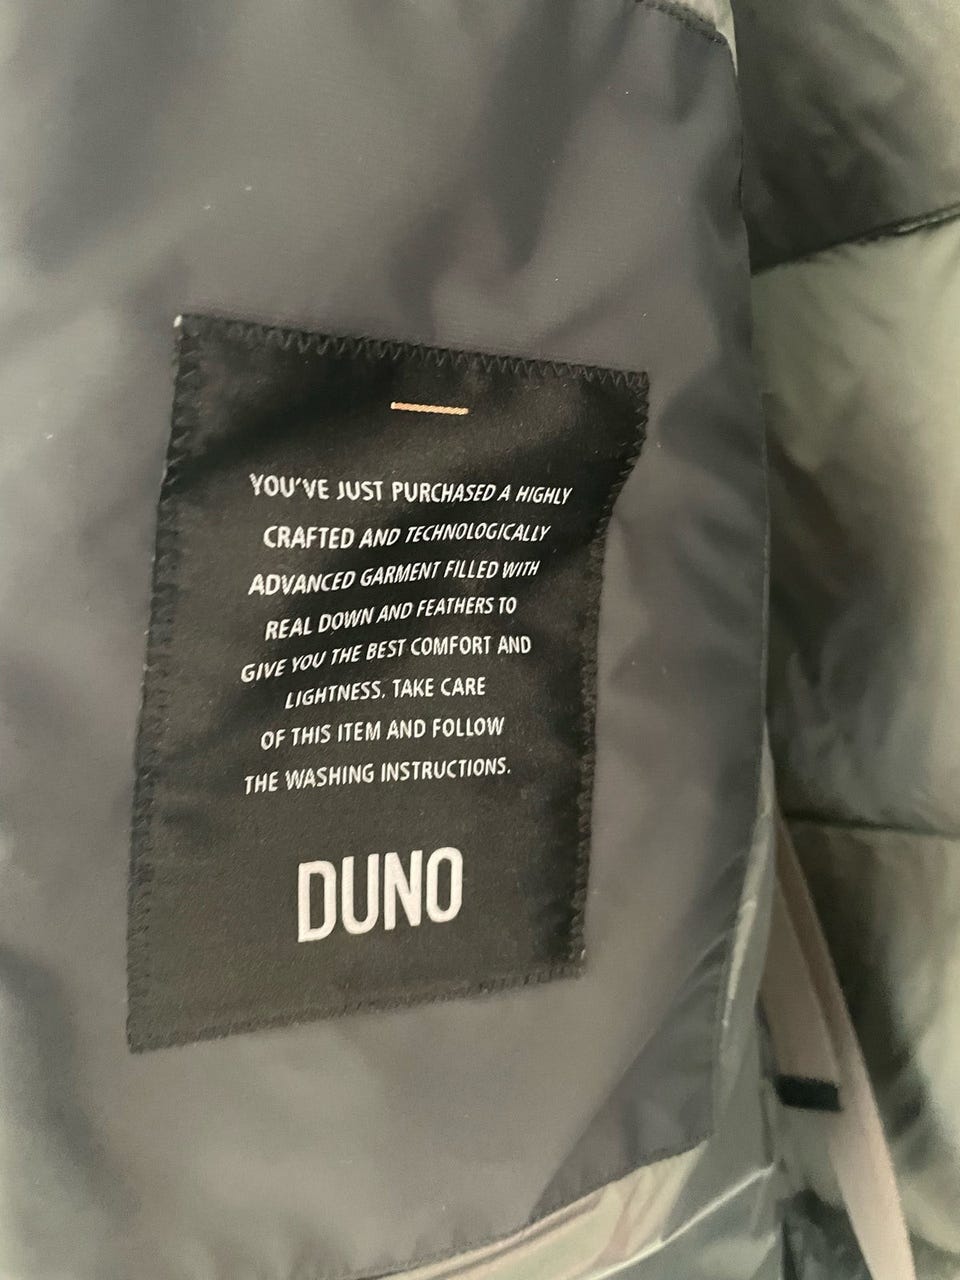 YOU'VE JUST PURCHASED A HIGHLY
CRAFTED AND TECHNOLOGICALLY
ADVANCED GARMENT FILLED WITH
REAL DOWN AND FEATHERS TO
GIVE YOU THE BEST COMFORT AND
LIGHTNESS. TAKE CARE
OF THIS ITEM AND FOLLOW
THE WASHING INSTRUCTIONS.
DUNO